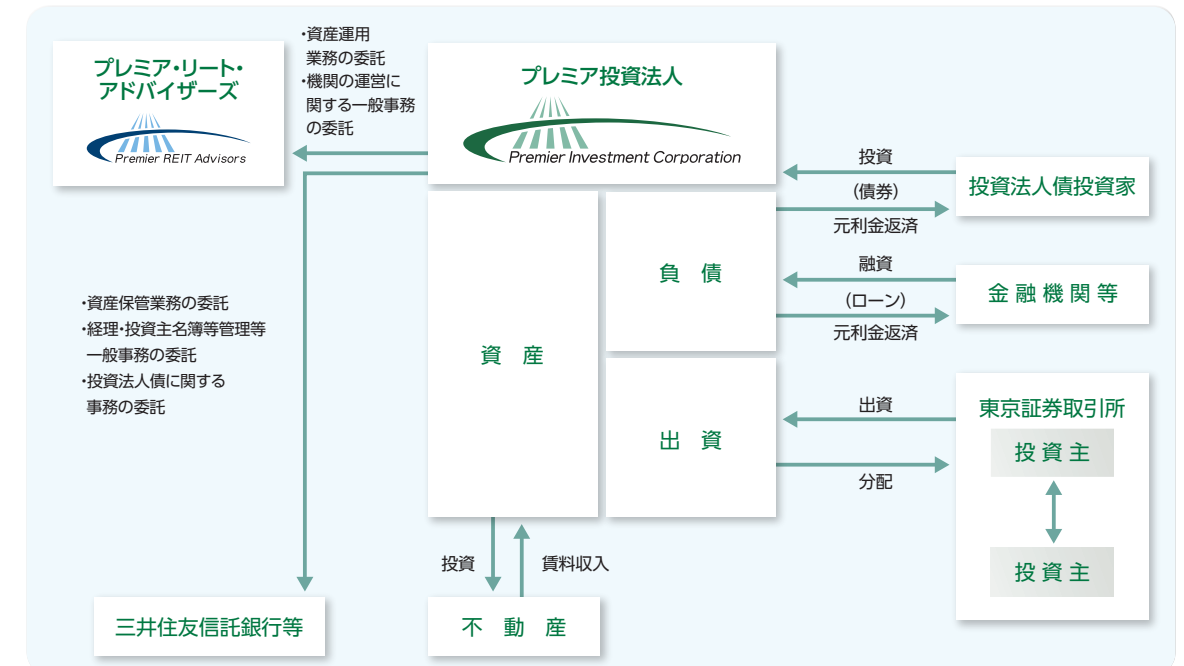 プレミア・リート・
アドバイザーズ
Premier REIT Advisors
・資産運用
業務の委託
・機関の運営に
関する一般事務
の委託
プレミア投資法人
Premier Investment Corporation
投資
(債券)
元利金返済
投資法人債投資家
負 債
融資
(ローン)
元利金返済
金融機関等
・資産保管業務の委託
・経理・投資主名簿等管理等
一般事務の委託
・投資法人債に関する
事務の委託
資 産
出 資
出資
分配
東京証券取引所
投資主
投資主
投資
賃料収入
三井住友信託銀行等
不 動 産